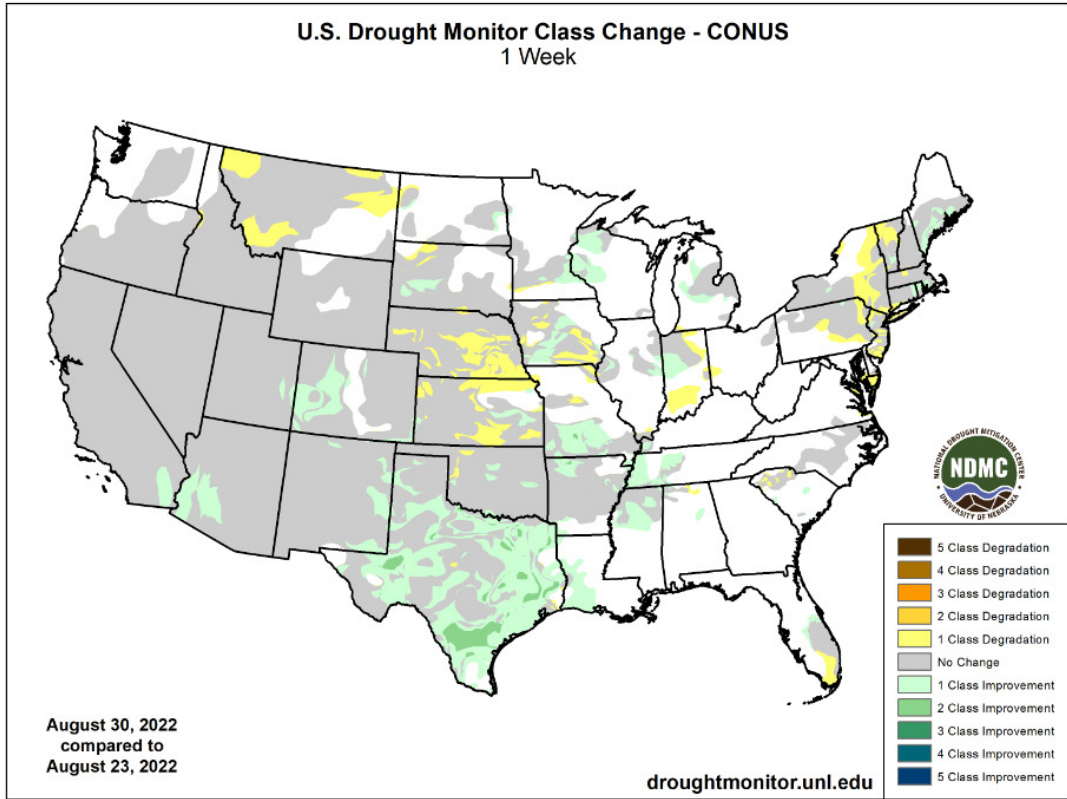 U.S. Drought Monitor Class Change - CONUS
1 Week
NATIONAL DROUGHT MITIGATION CENTER
NDMC
UNIVERSITY OF NEBRASKA
5 Class Degradation
4 Class Degradation
3 Class Degradation
2 Class Degradation
1 Class Degradation
No Change
1 Class Improvement
2 Class Improvement
3 Class Improvement
4 Class Improvement
5 Class Improvement
August 30, 2022
compared to
August 23, 2022
droughtmonitor.unl.edu